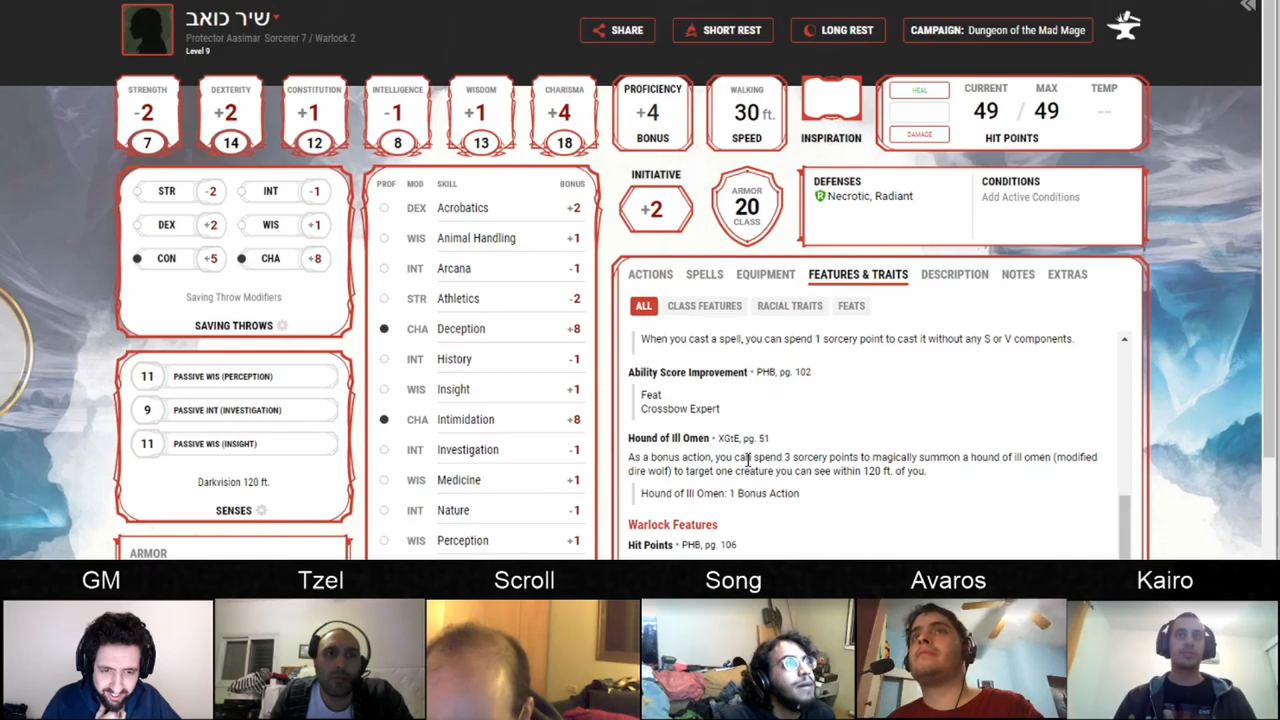 שיר כואב
Protector Aasimar Sorcerer 7 / Warlock 2
Level 9
SHARE
SHORT REST
LONG REST
CAMPAIGN: Dungeon of the Mad Mage
STRENGTH
-2
7
DEXTERITY
+2
14
CONSTITUTION
+1
12
INTELLIGENCE
-1
8
WISDOM
+1
13
CHARISMA
+4
18
PROFICIENCY
+4
BONUS
WALKING
30 ft.
SPEED
INSPIRATION
HEAL
DAMAGE
CURRENT MAX TEMP
49 / 49 --
HIT POINTS
STR -2 INT -1
DEX +2 WIS +1
CON +5 CHA +8
Saving Throw Modifiers
SAVING THROWS
11 PASSIVE WIS (PERCEPTION)
9 PASSIVE INT (INVESTIGATION)
11 PASSIVE WIS (INSIGHT)
Darkvision 120 ft.
SENSES
ARMOR
PROF MOD SKILL BONUS
DEX Acrobatics +2
WIS Animal Handling +1
INT Arcana -1
STR Athletics -2
CHA Deception +8
INT History -1
WIS Insight +1
CHA Intimidation +8
INT Investigation -1
WIS Medicine +1
INT Nature -1
WIS Perception +1
INITIATIVE
+2
ARMOR
20
CLASS
DEFENSES
Necrotic, Radiant
CONDITIONS
Add Active Conditions
ACTIONS SPELLS EQUIPMENT FEATURES & TRAITS DESCRIPTION NOTES EXTRAS
ALL CLASS FEATURES RACIAL TRAITS FEATS
When you cast a spell, you can spend 1 sorcery point to cast it without any S or V components.
Ability Score Improvement • PHB, pg. 102
Feat
Crossbow Expert
Hound of Ill Omen • XGtE, pg. 51
As a bonus action, you can spend 3 sorcery points to magically summon a hound of ill omen (modified
dire wolf) to target one creature you can see within 120 ft. of you.
Hound of Ill Omen: 1 Bonus Action
Warlock Features
Hit Points • PHB, pg. 106
GM Tzel Scroll Song Avaros Kairo